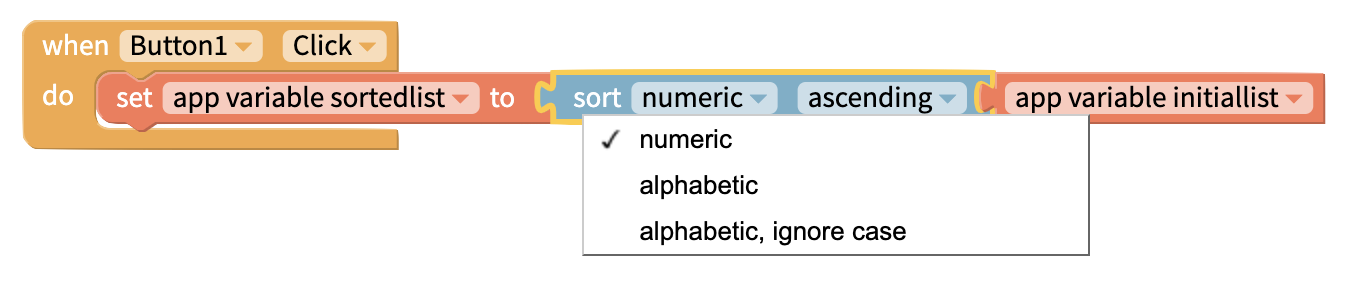 when Button1 Click
do set app variable sortedlist to sort numeric ascending app variable initiallist
numeric
alphabetic
alphabetic, ignore case